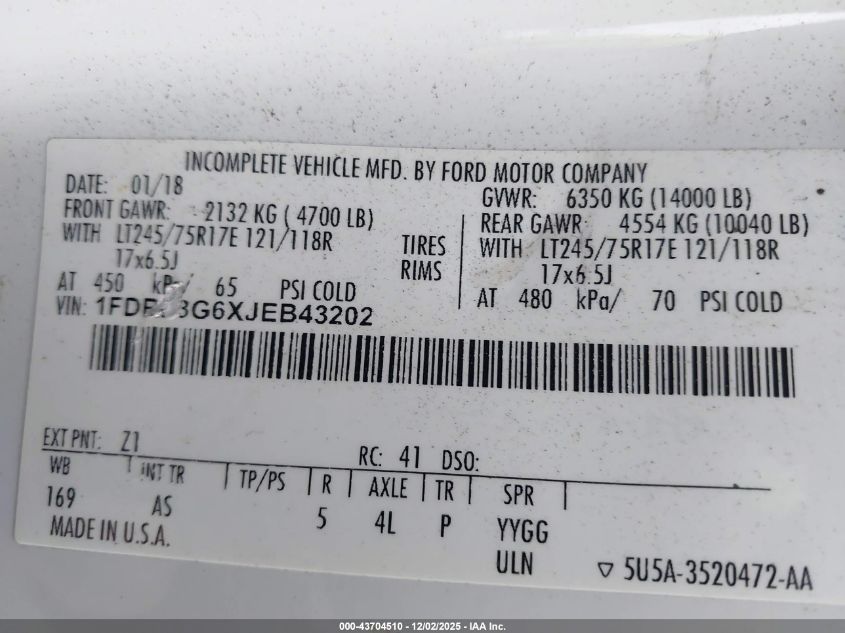 INCOMPLETE VEHICLE MFD. BY FORD MOTOR COMPANY
DATE: 01/18
GVWR: 6350 KG (14000 LB)
FRONT GAWR: 2132 KG ( 4700 LB)
REAR GAWR: 4554 KG (10040 LB)
WITH LT245/75R17E 121/118R
TIRES
WITH LT245/75R17E 121/118R
17x6.5J
RIMS
17x6.5J
AT 450 kPa/ 65 PSI COLD
AT 480 kPa/ 70 PSI COLD
VIN:
EXT PNT: Z1
RC: 41 DSO:
WB INT TR TP/PS R AXLE TR SPR
169 AS 5 4L P YYGG
MADE IN U.S.A.
ULN
5U5A-3520472-AA
000-43704510 - 12/02/2025 - IAA Inc.